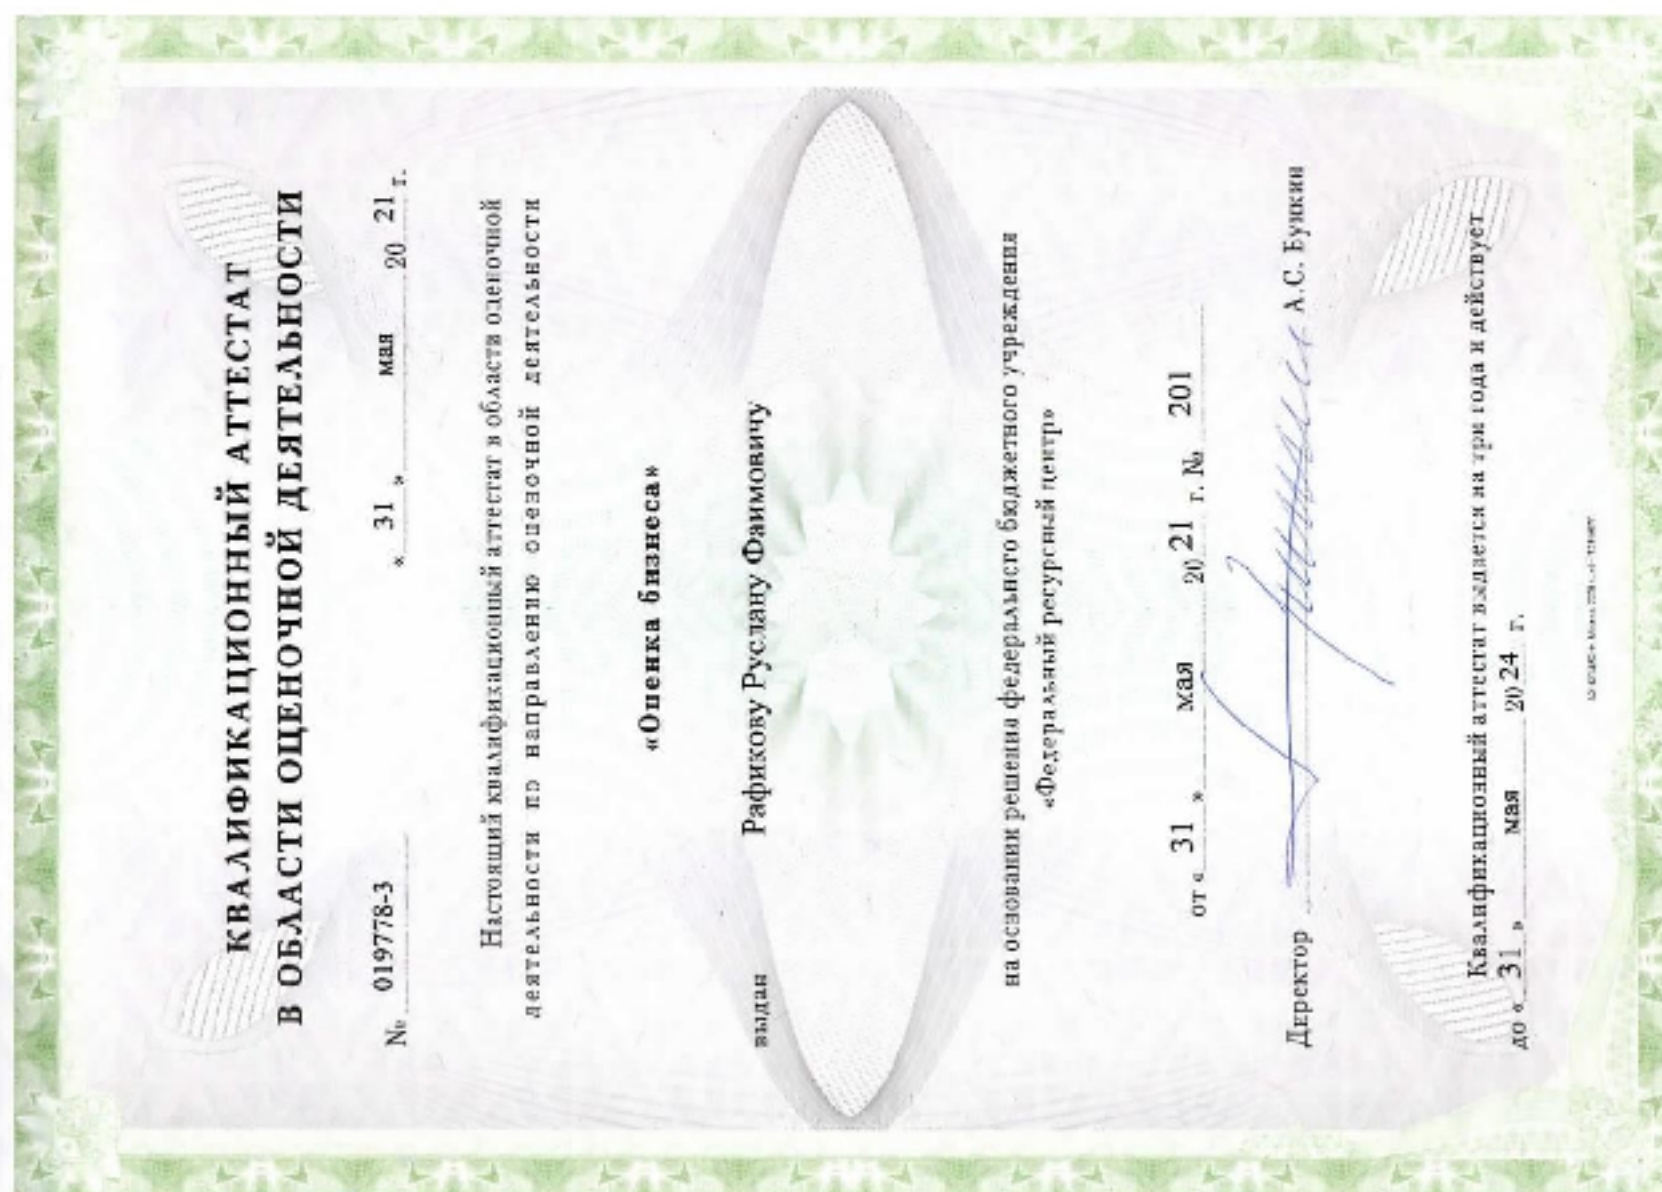 КВАЛИФИКАЦИОННЫЙ АТТЕСТАТ
В ОБЛАСТИ ОЦЕНОЧНОЙ ДЕЯТЕЛЬНОСТИ
№ 019778-3 « 31 » мая 20 21 г.
Настоящий квалификационный аттестат в области оценочной
деятельности по направлению оценочной деятельности
«Оценка бизнеса»
выдан Рафикову Руслану Фаимовичу
на основании решения федерального бюджетного учреждения
«Федеральный ресурсный центр»
от « 31 » мая 20 21 г. № 201
Директор А.С. Бункин
Квалификационный аттестат выдается на три года и действует
до « 31 » мая 20 24 г.